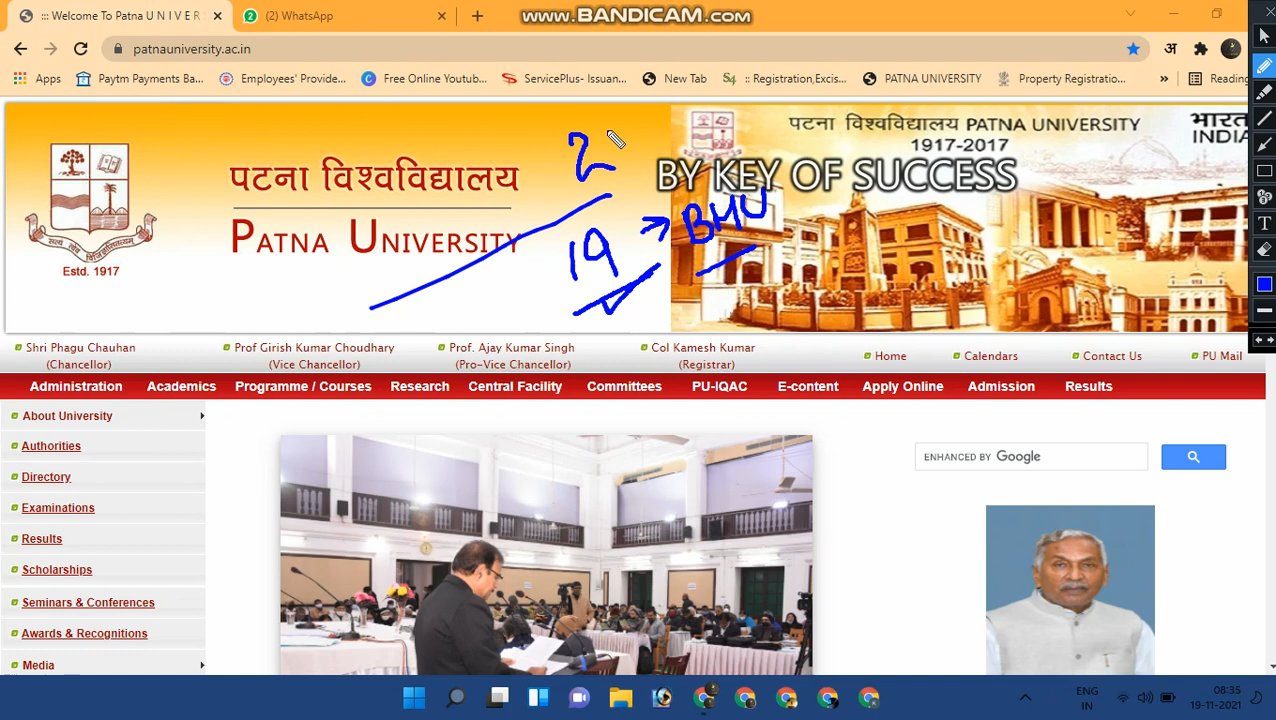 ::: Welcome To Patna U N I V E R S
(2) WhatsApp
www.BANDICAM.com
patnauniversity.ac.in
अ
Apps
Paytm Payments Ba...
Employees' Provide...
Free Online Youtub...
ServicePlus- Issuan...
New Tab
:: Registration,Excis...
PATNA UNIVERSITY
Property Registratio...
»
Reading
पटना विश्वविद्यालय
PATNA UNIVERSITY
सत्य
Estd. 1917
2
19 → BHU
पटना विश्वविद्यालय PATNA UNIVERSITY
1917-2017
भारत
INDIA
BY KEY OF SUCCESS
Shri Phagu Chauhan
(Chancellor)
Prof Girish Kumar Choudhary
(Vice Chancellor)
Prof. Ajay Kumar Singh
(Pro-Vice Chancellor)
Col Kamesh Kumar
(Registrar)
Home
Calendars
Contact Us
PU Mail
Administration
Academics
Programme / Courses
Research
Central Facility
Committees
PU-IQAC
E-content
Apply Online
Admission
Results
About University
Authorities
Directory
Examinations
Results
Scholarships
Seminars & Conferences
Awards & Recognitions
Media
ENHANCED BY Google
T
ENG
IN
08:35
19-11-2021